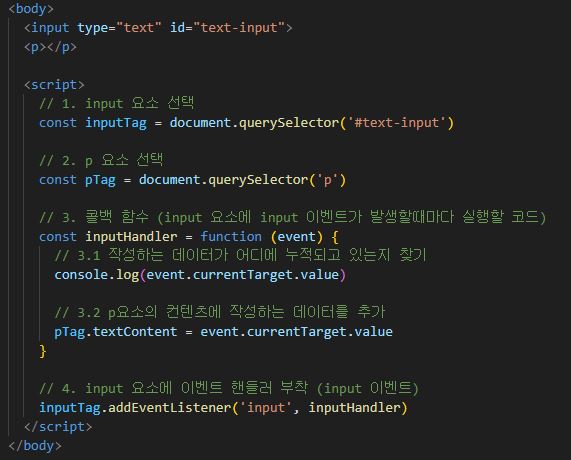 <body>
<input type="text" id="text-input">
<p></p>
<script>
// 1. input 요소 선택
const inputTag = document.querySelector('#text-input')
// 2. p 요소 선택
const pTag = document.querySelector('p')
// 3. 콜백 함수 (input 요소에 input 이벤트가 발생할때마다 실행할 코드)
const inputHandler = function (event) {
// 3.1 작성하는 데이터가 어디에 누적되고 있는지 찾기
console.log(event.currentTarget.value)
// 3.2 p요소의 컨텐츠에 작성하는 데이터를 추가
pTag.textContent = event.currentTarget.value
}
// 4. input 요소에 이벤트 핸들러 부착 (input 이벤트)
inputTag.addEventListener('input', inputHandler)
</script>
</body>